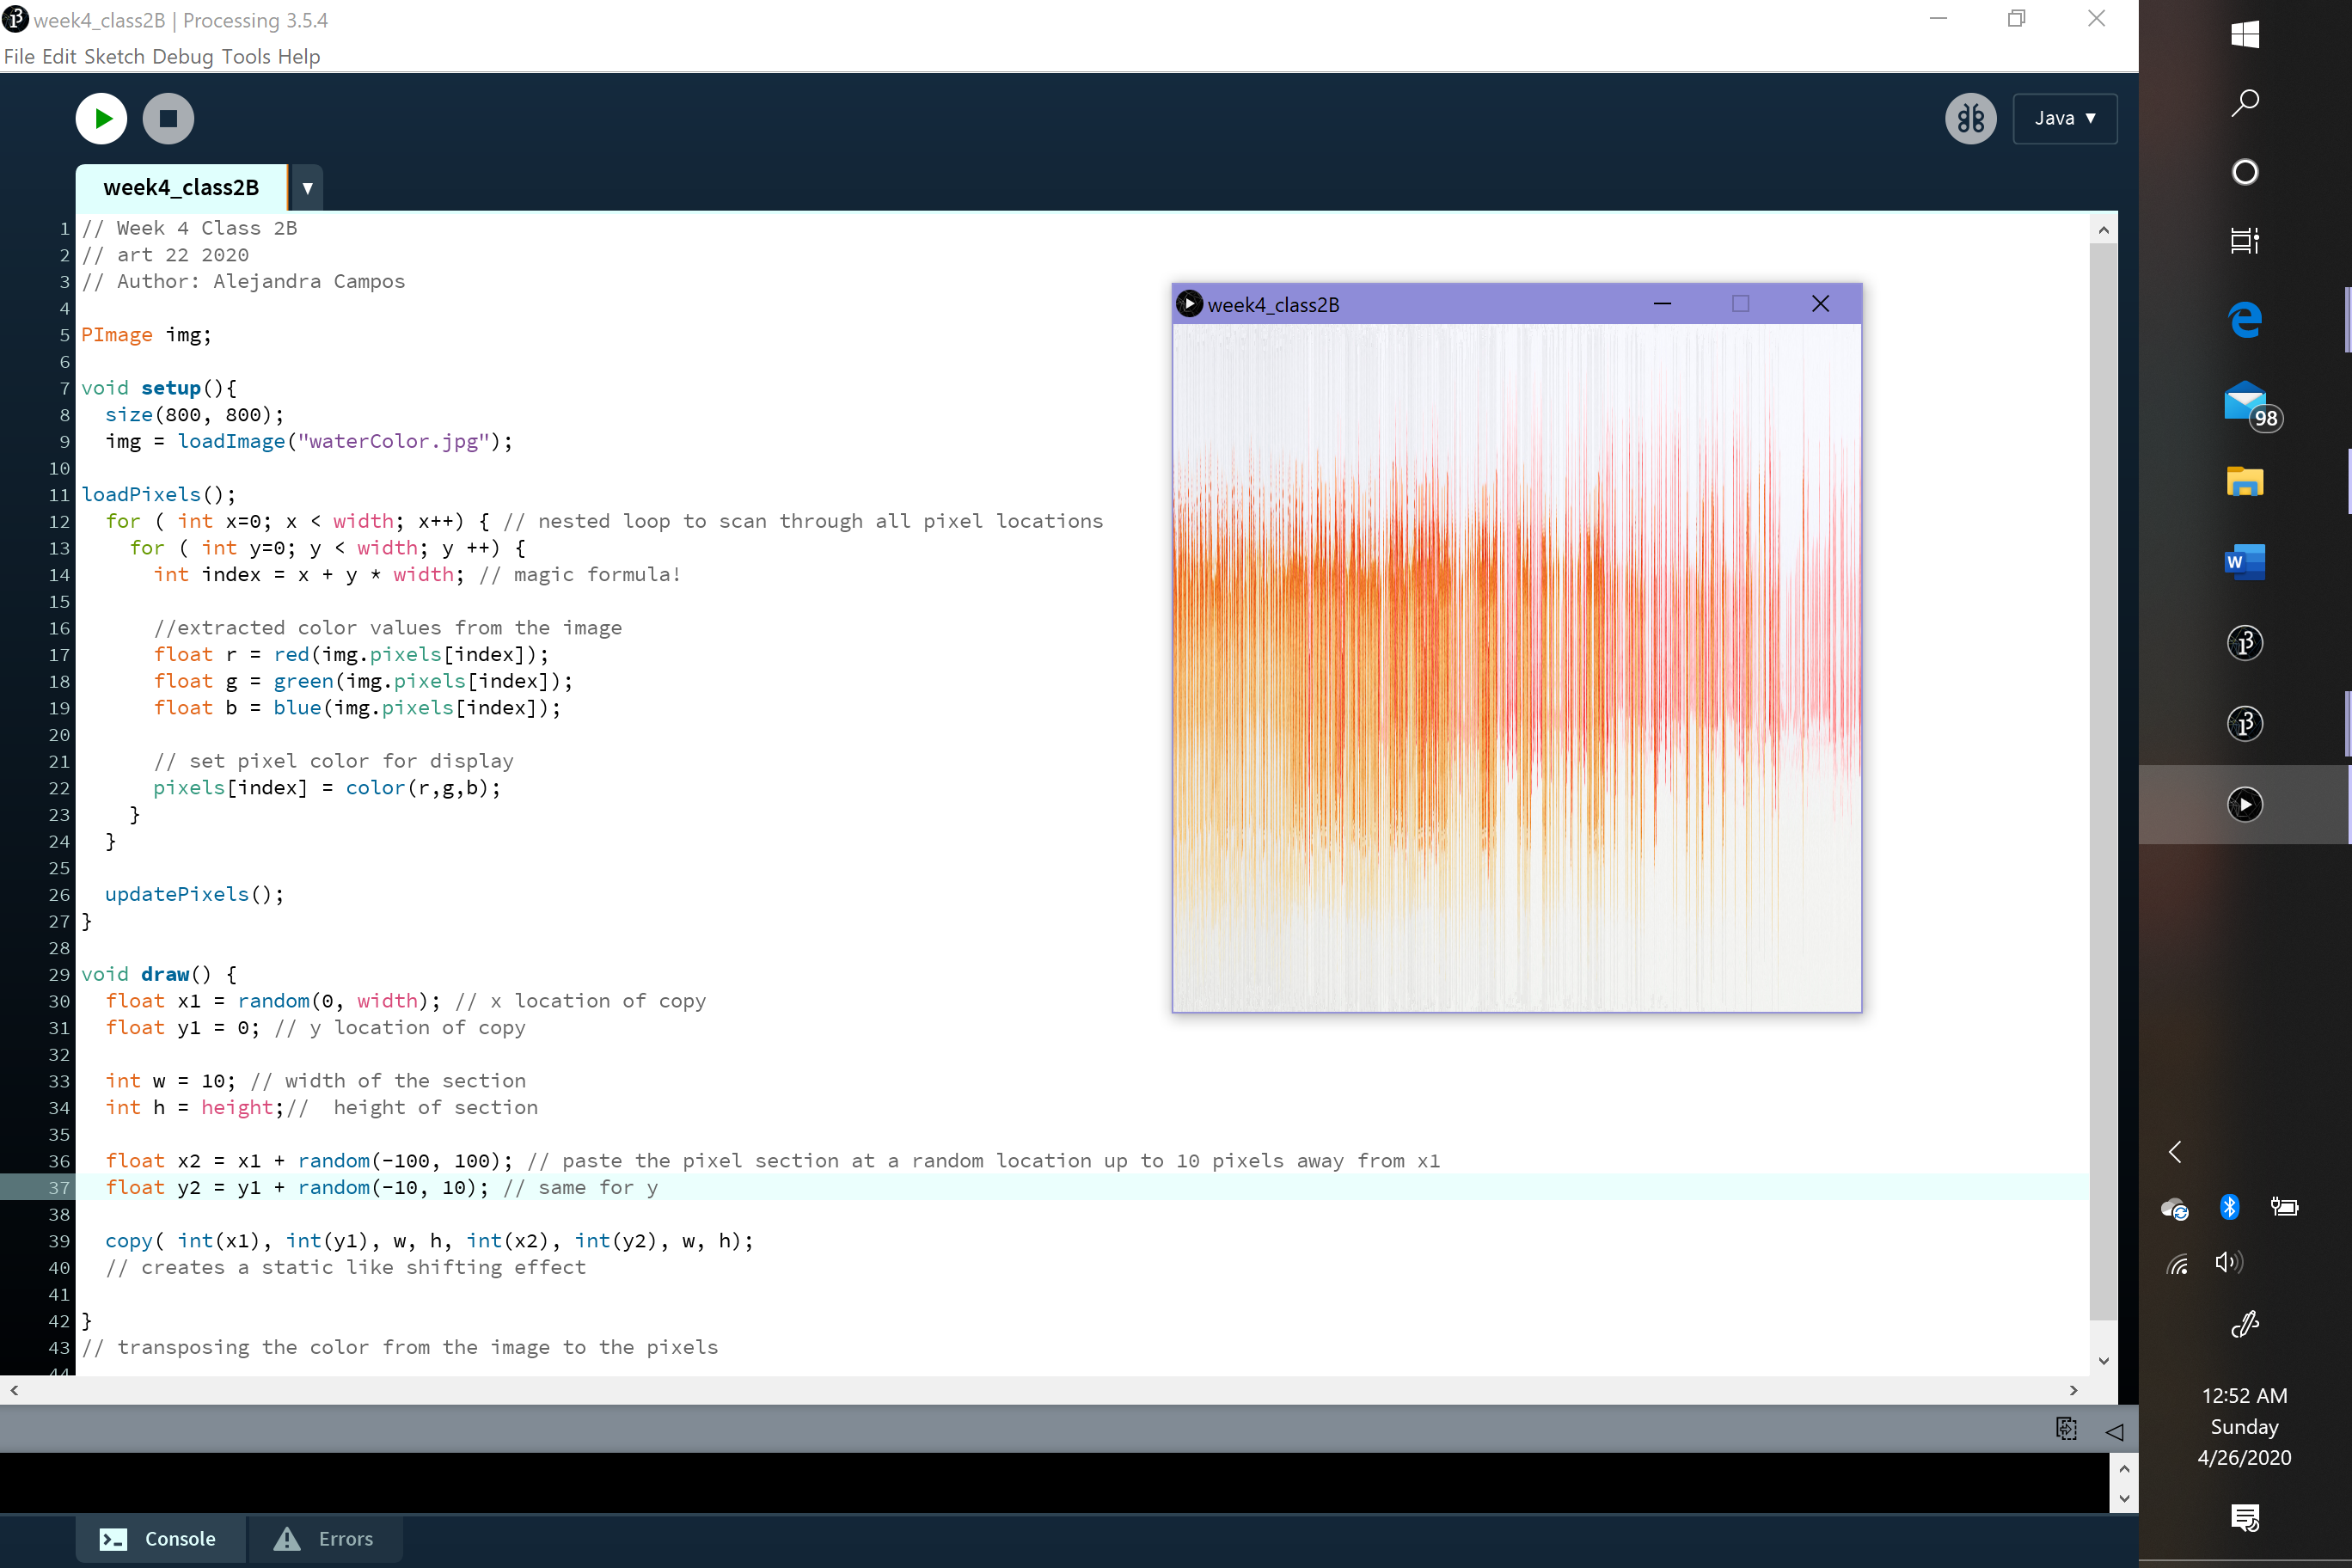 week4_class2B | Processing 3.5.4
File Edit Sketch Debug Tools Help
Java ▼
week4_class2B ▼
1 // Week 4 Class 2B
2 // art 22 2020
3 // Author: Alejandra Campos
4
5 PImage img;
6
7 void setup(){
8 size(800, 800);
9 img = loadImage("waterColor.jpg");
10
11 loadPixels();
12 for ( int x=0; x < width; x++) { // nested loop to scan through all pixel locations
13 for ( int y=0; y < width; y ++) {
14 int index = x + y * width; // magic formula!
15
16 //extracted color values from the image
17 float r = red(img.pixels[index]);
18 float g = green(img.pixels[index]);
19 float b = blue(img.pixels[index]);
20
21 // set pixel color for display
22 pixels[index] = color(r,g,b);
23 }
24 }
25
26 updatePixels();
27 }
28
29 void draw() {
30 float x1 = random(0, width); // x location of copy
31 float y1 = 0; // y location of copy
32
33 int w = 10; // width of the section
34 int h = height;//  height of section
35
36 float x2 = x1 + random(-100, 100); // paste the pixel section at a random location up to 10 pixels away from x1
37 float y2 = y1 + random(-10, 10); // same for y
38
39 copy( int(x1), int(y1), w, h, int(x2), int(y2), w, h);
40 // creates a static like shifting effect
41
42 }
43 // transposing the color from the image to the pixels
44
week4_class2B
Console
Errors
98
12:52 AM
Sunday
4/26/2020